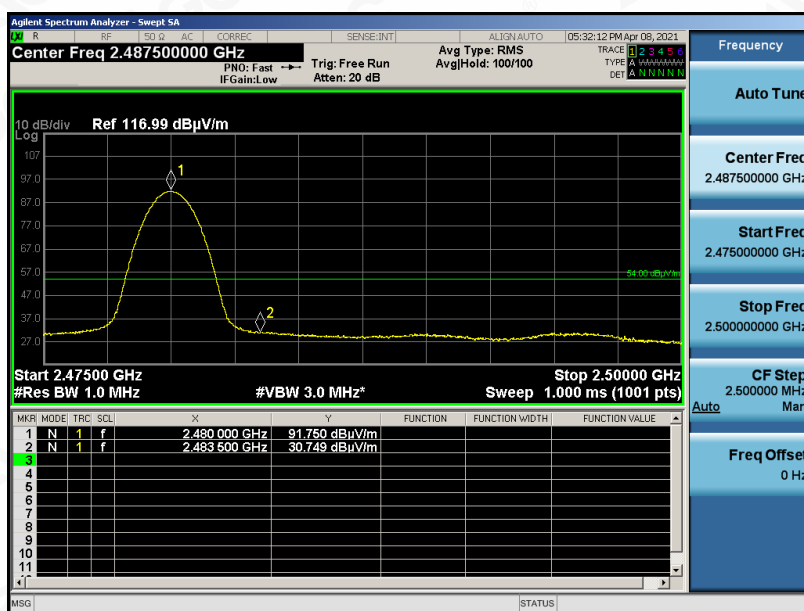 Agilent Spectrum Analyzer - Swept SA
LXI R RF 50 Ω AC CORREC SENSE:INT ALIGN AUTO 05:32:12 PM Apr 08, 2021
Center Freq 2.487500000 GHz
PNO: Fast
IFGain:Low
Trig: Free Run
Atten: 20 dB
Avg Type: RMS
Avg|Hold: 100/100
TRACE 1 2 3 4 5 6
TYPE A WWWWW
DET A N N N N N
10 dB/div Ref 116.99 dBµV/m
Log
107
97.0
87.0
77.0
67.0
57.0
47.0
37.0
27.0
1
2
54.00 dBµV/m
Start 2.47500 GHz Stop 2.50000 GHz
#Res BW 1.0 MHz #VBW 3.0 MHz* Sweep 1.000 ms (1001 pts)
MKR MODE TRC SCL X Y FUNCTION FUNCTION WIDTH FUNCTION VALUE
1 N 1 f 2.480 000 GHz 91.750 dBµV/m
2 N 1 f 2.483 500 GHz 30.749 dBµV/m
3
4
5
6
7
8
9
10
11
MSG STATUS
Frequency
Auto Tune
Center Freq
2.487500000 GHz
Start Freq
2.475000000 GHz
Stop Freq
2.500000000 GHz
CF Step
2.500000 MHz
Auto Man
Freq Offset
0 Hz